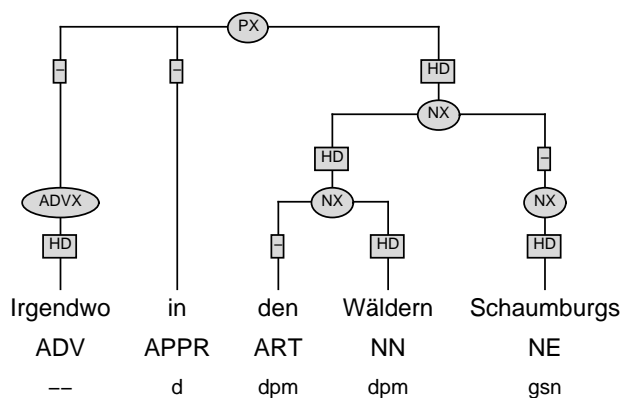 PX
– – HD
NX
HD –
ADVX NX NX
HD – HD HD
Irgendwo in den Wäldern Schaumburgs
ADV APPR ART NN NE
−− d dpm dpm gsn